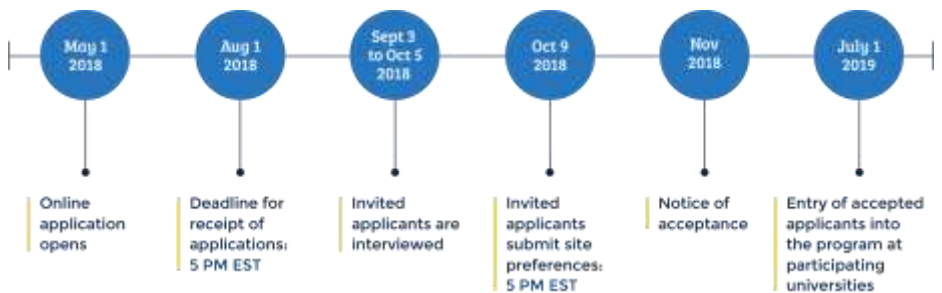 May 1
2018
Aug 1
2018
Sept 3
to Oct 5
2018
Oct 9
2018
Nov
2018
July 1
2019
Online
application
opens
Deadline for
receipt of
applications:
5 PM EST
Invited
applicants are
interviewed
Invited
applicants
submit site
preferences:
5 PM EST
Notice of
acceptance
Entry of accepted
applicants into
the program at
participating
universities